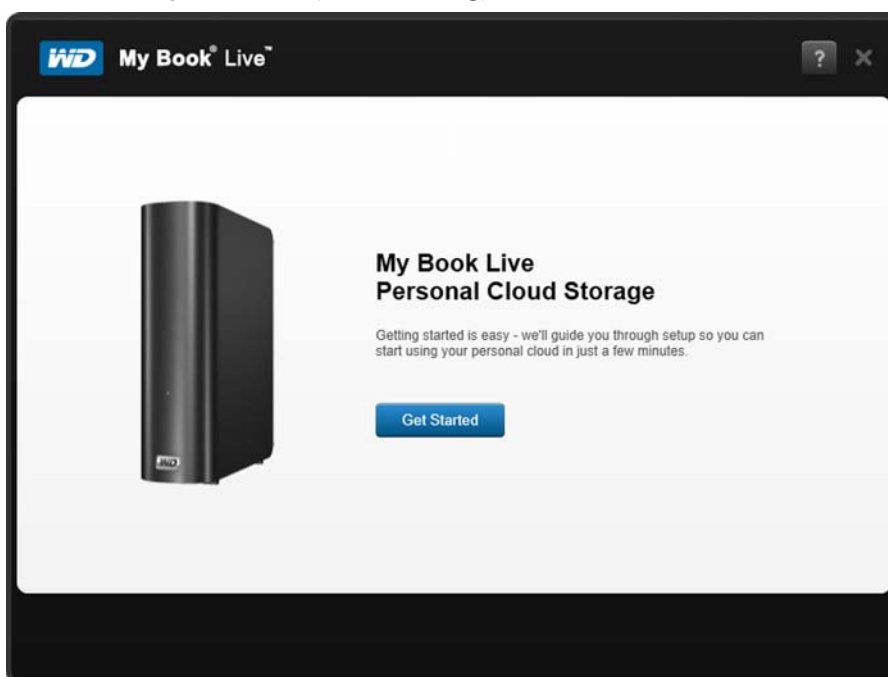 WD My Book® Live™ ?
My Book Live
Personal Cloud Storage
Getting started is easy - we'll guide you through setup so you can
start using your personal cloud in just a few minutes.
Get Started
WD